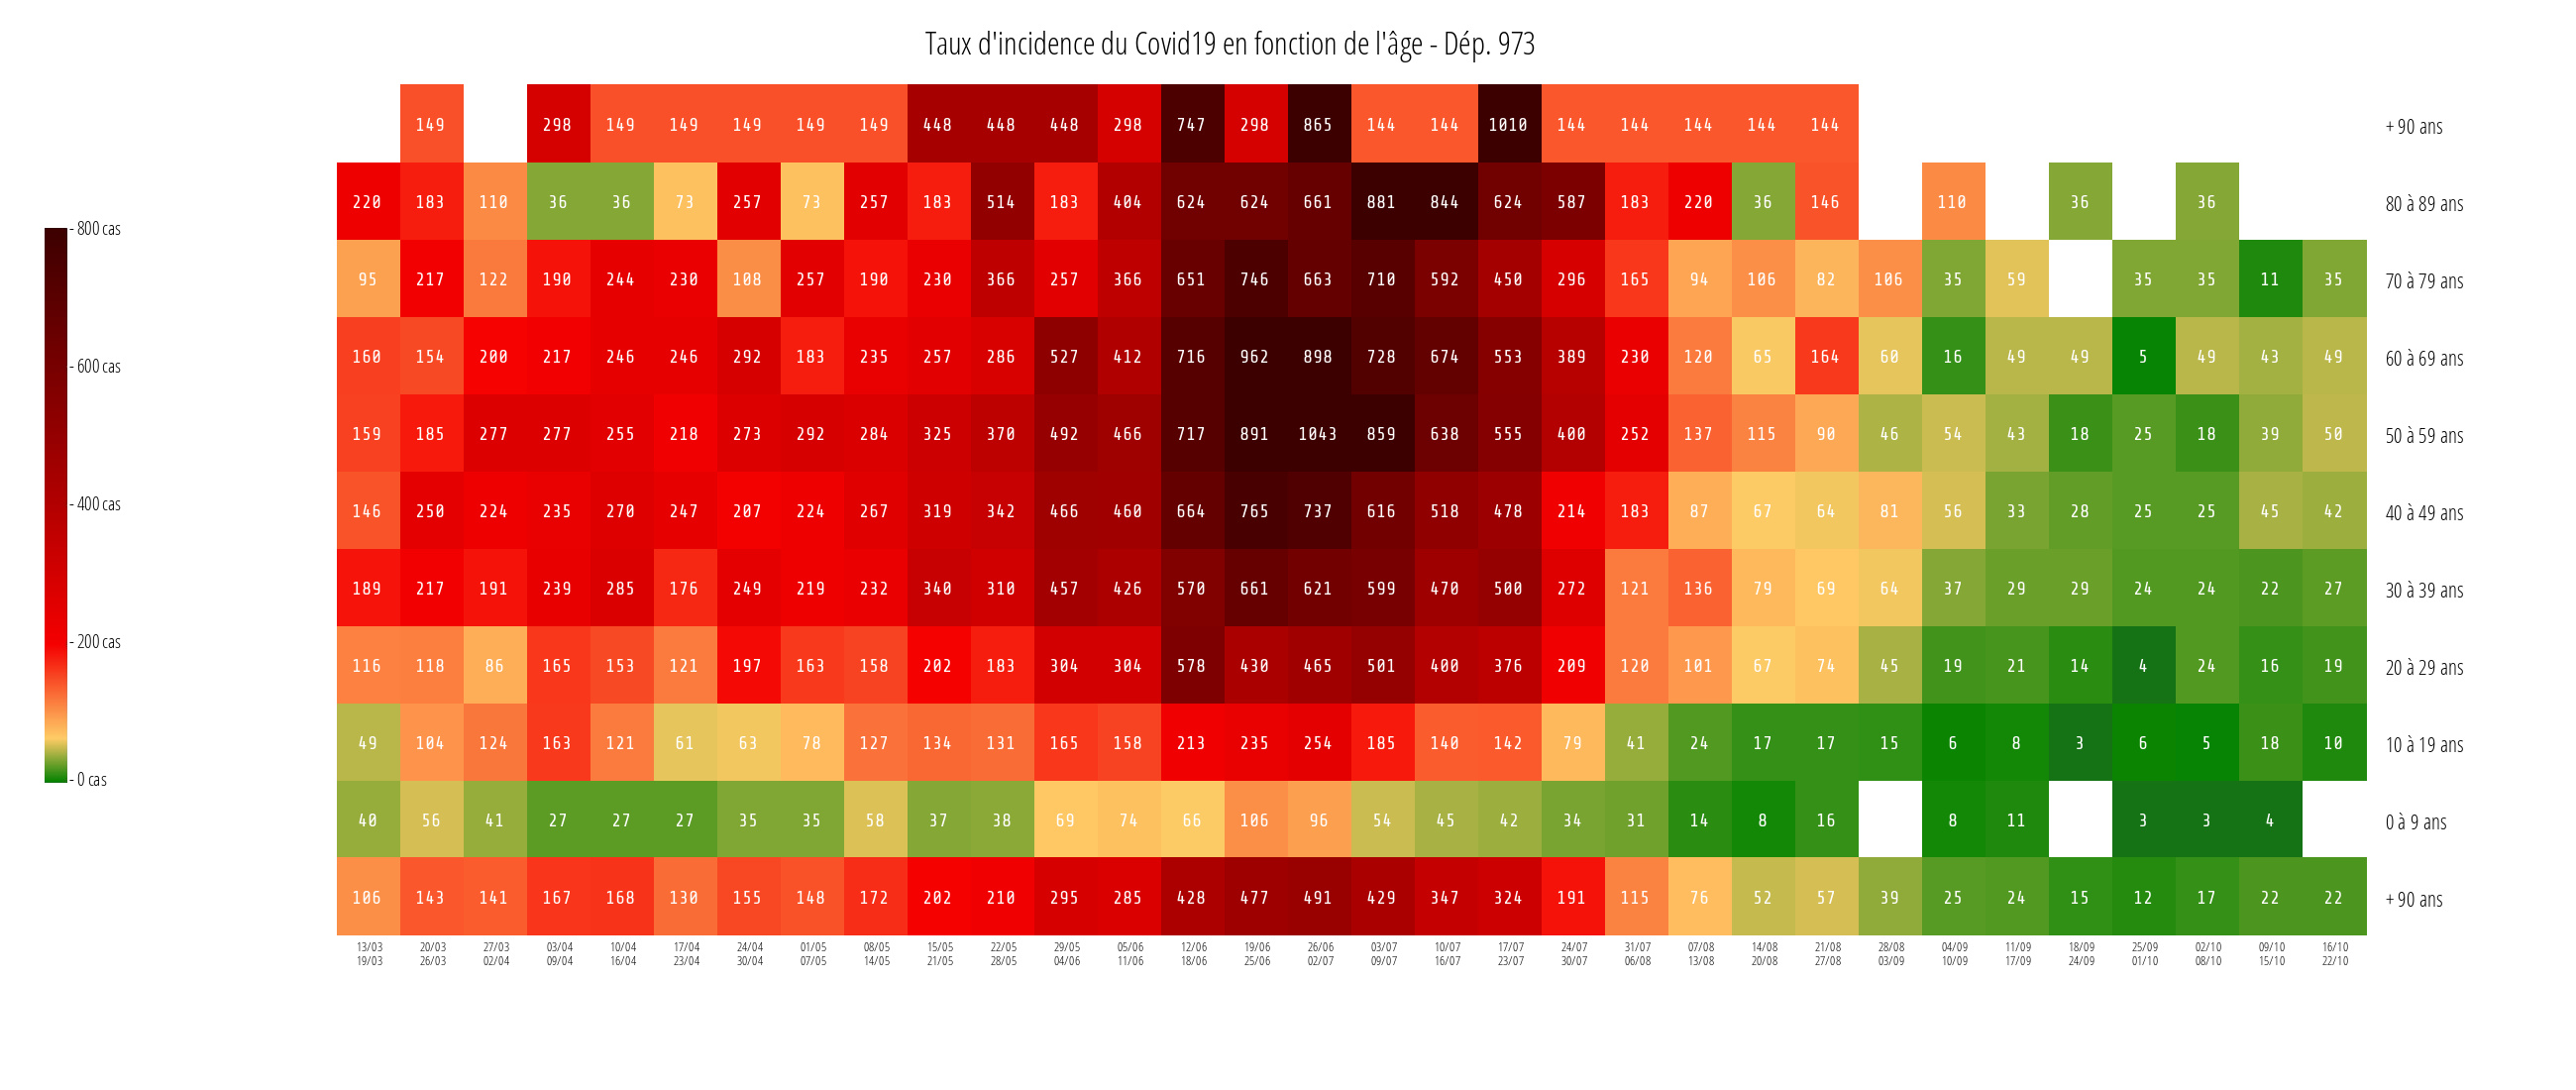 Taux d'incidence du Covid19 en fonction de l'âge - Dép. 973
149 298 149 149 149 149 149 448 448 448 298 747 298 865 144 144 1010 144 144 144 144 144 + 90 ans
220 183 110 36 36 73 257 73 257 183 514 183 404 624 624 661 881 844 624 587 183 220 36 146 110 36 36 80 à 89 ans
- 800 cas
95 217 122 190 244 230 108 257 190 230 366 257 366 651 746 663 710 592 450 296 165 94 106 82 106 35 59 35 35 11 35 70 à 79 ans
160 154 200 217 246 246 292 183 235 257 286 527 412 716 962 898 728 674 553 389 230 120 65 164 60 16 49 49 5 49 43 49 60 à 69 ans
- 600 cas
159 185 277 277 255 218 273 292 284 325 370 492 466 717 891 1043 859 638 555 400 252 137 115 90 46 54 43 18 25 18 39 50 50 à 59 ans
- 400 cas
146 250 224 235 270 247 207 224 267 319 342 466 460 664 765 737 616 518 478 214 183 87 67 64 81 56 33 28 25 25 45 42 40 à 49 ans
189 217 191 239 285 176 249 219 232 340 310 457 426 570 661 621 599 470 500 272 121 136 79 69 64 37 29 29 24 24 22 27 30 à 39 ans
- 200 cas
116 118 86 165 153 121 197 163 158 202 183 304 304 578 430 465 501 400 376 209 120 101 67 74 45 19 21 14 4 24 16 19 20 à 29 ans
49 104 124 163 121 61 63 78 127 134 131 165 158 213 235 254 185 140 142 79 41 24 17 17 15 6 8 3 6 5 18 10 10 à 19 ans
- 0 cas
40 56 41 27 27 27 35 35 58 37 38 69 74 66 106 96 54 45 42 34 31 14 8 16 8 11 3 3 4 0 à 9 ans
106 143 141 167 168 130 155 148 172 202 210 295 285 428 477 491 429 347 324 191 115 76 52 57 39 25 24 15 12 17 22 22 + 90 ans
13/03 20/03 27/03 03/04 10/04 17/04 24/04 01/05 08/05 15/05 22/05 29/05 05/06 12/06 19/06 26/06 03/07 10/07 17/07 24/07 31/07 07/08 14/08 21/08 28/08 04/09 11/09 18/09 25/09 02/10 09/10 16/10
19/03 26/03 02/04 09/04 16/04 23/04 30/04 07/05 14/05 21/05 28/05 04/06 11/06 18/06 25/06 02/07 09/07 16/07 23/07 30/07 06/08 13/08 20/08 27/08 03/09 10/09 17/09 24/09 01/10 08/10 15/10 22/10